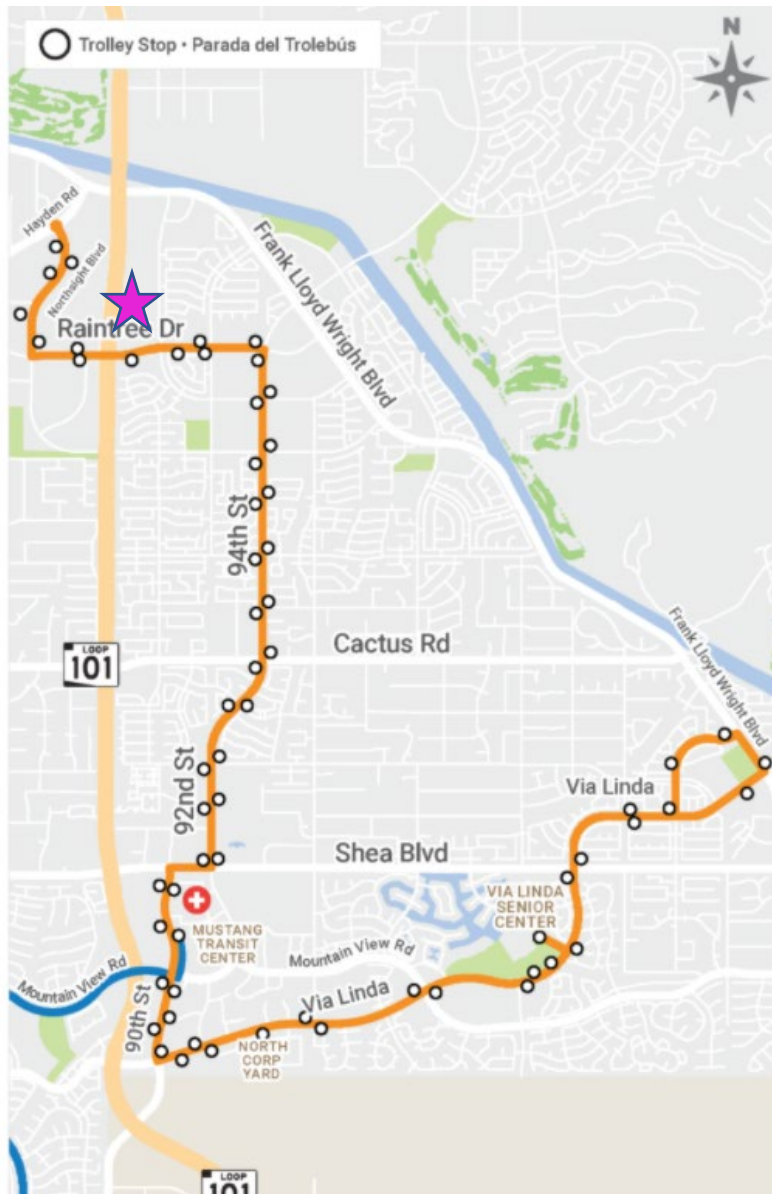 Trolley Stop • Parada del Trolebús
N
Hayden Rd
Northsight Blvd
Raintree Dr
Frank Lloyd Wright Blvd
94th St
LOOP
101
Cactus Rd
Frank Lloyd Wright Blvd
92nd St
Via Linda
Shea Blvd
VIA LINDA
SENIOR
CENTER
MUSTANG
TRANSIT
CENTER
Mountain View Rd
Mountain View Rd
Via Linda
90th St
NORTH
CORP
YARD
LOOP
101